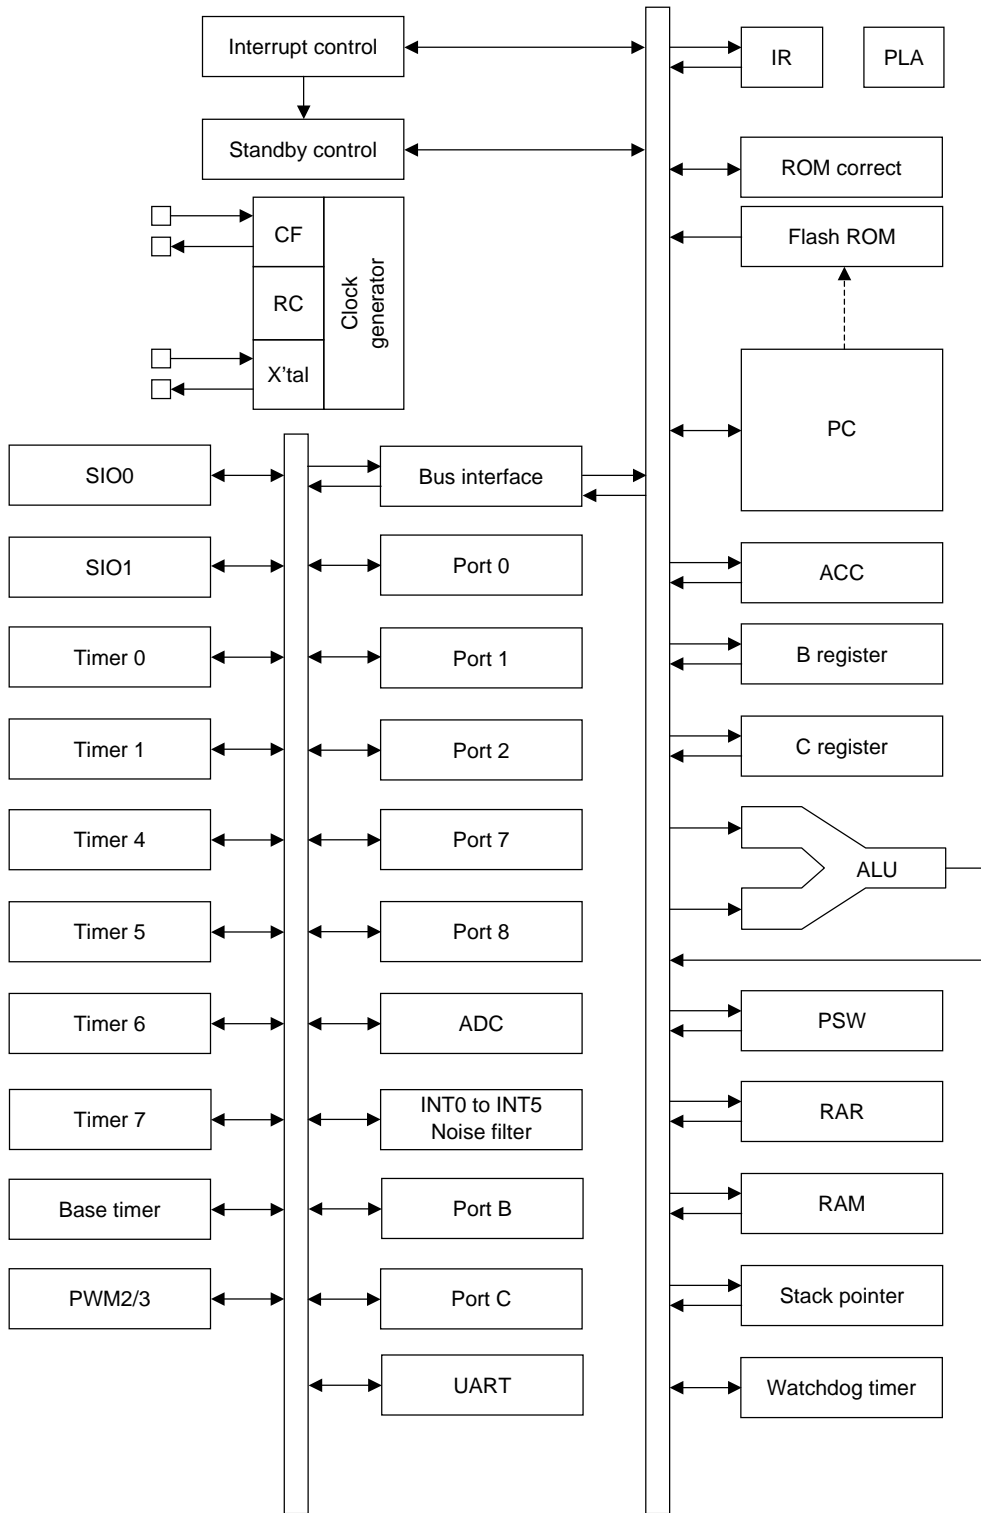 Interrupt control
IR
PLA
Standby control
ROM correct
Flash ROM
CF
RC
X'tal
Clock
generator
PC
SIO0
Bus interface
SIO1
Port 0
ACC
Timer 0
Port 1
B register
Timer 1
Port 2
C register
Timer 4
Port 7
ALU
Timer 5
Port 8
Timer 6
ADC
PSW
Timer 7
INT0 to INT5
Noise filter
RAR
Base timer
Port B
RAM
PWM2/3
Port C
Stack pointer
UART
Watchdog timer